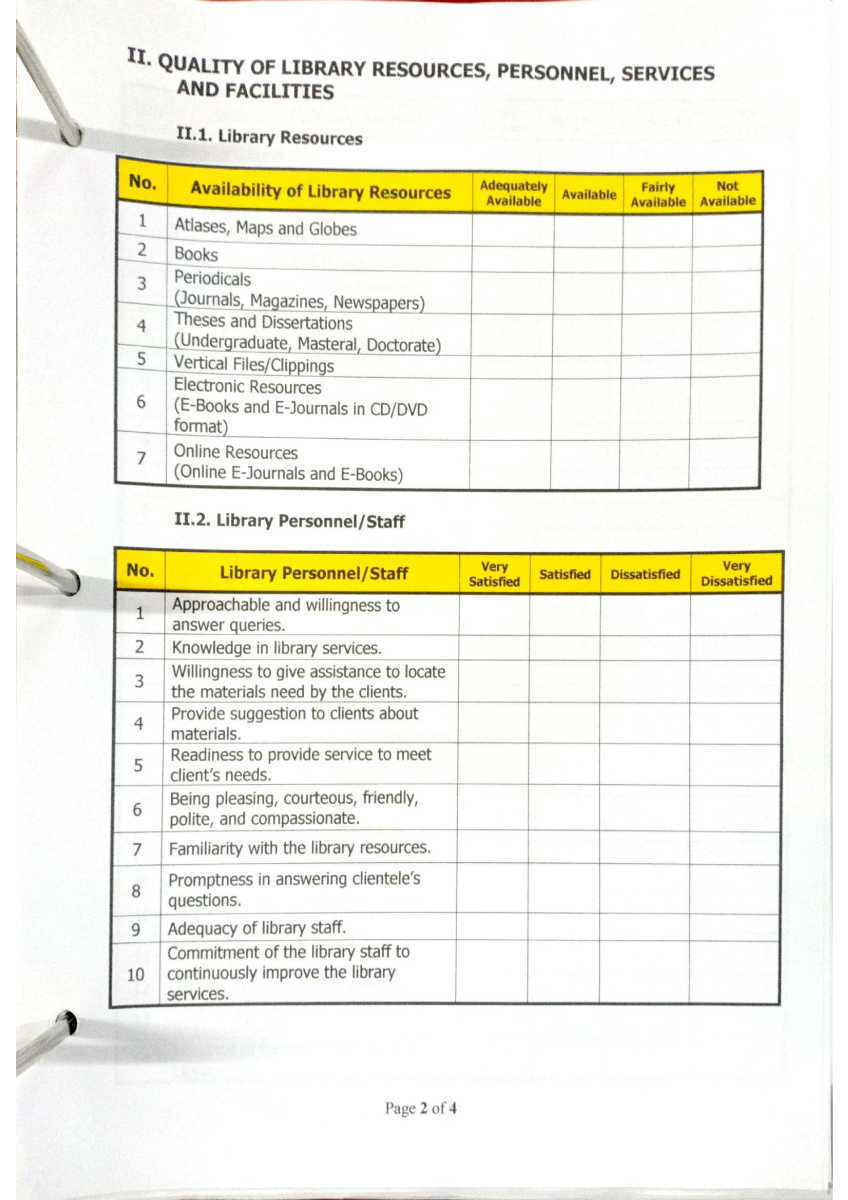 II. QUALITY OF LIBRARY RESOURCES, PERSONNEL, SERVICES
AND FACILITIES
II.1. Library Resources
No. Availability of Library Resources Adequately Available Available Fairly Available Not Available
1 Atlases, Maps and Globes
2 Books
3 Periodicals
(Journals, Magazines, Newspapers)
4 Theses and Dissertations
(Undergraduate, Masteral, Doctorate)
5 Vertical Files/Clippings
6 Electronic Resources
(E-Books and E-Journals in CD/DVD
format)
7 Online Resources
(Online E-Journals and E-Books)
II.2. Library Personnel/Staff
No. Library Personnel/Staff Very Satisfied Satisfied Dissatisfied Very Dissatisfied
1 Approachable and willingness to
answer queries.
2 Knowledge in library services.
3 Willingness to give assistance to locate
the materials need by the clients.
4 Provide suggestion to clients about
materials.
5 Readiness to provide service to meet
client's needs.
6 Being pleasing, courteous, friendly,
polite, and compassionate.
7 Familiarity with the library resources.
8 Promptness in answering clientele's
questions.
9 Adequacy of library staff.
10 Commitment of the library staff to
continuously improve the library
services.
Page 2 of 4